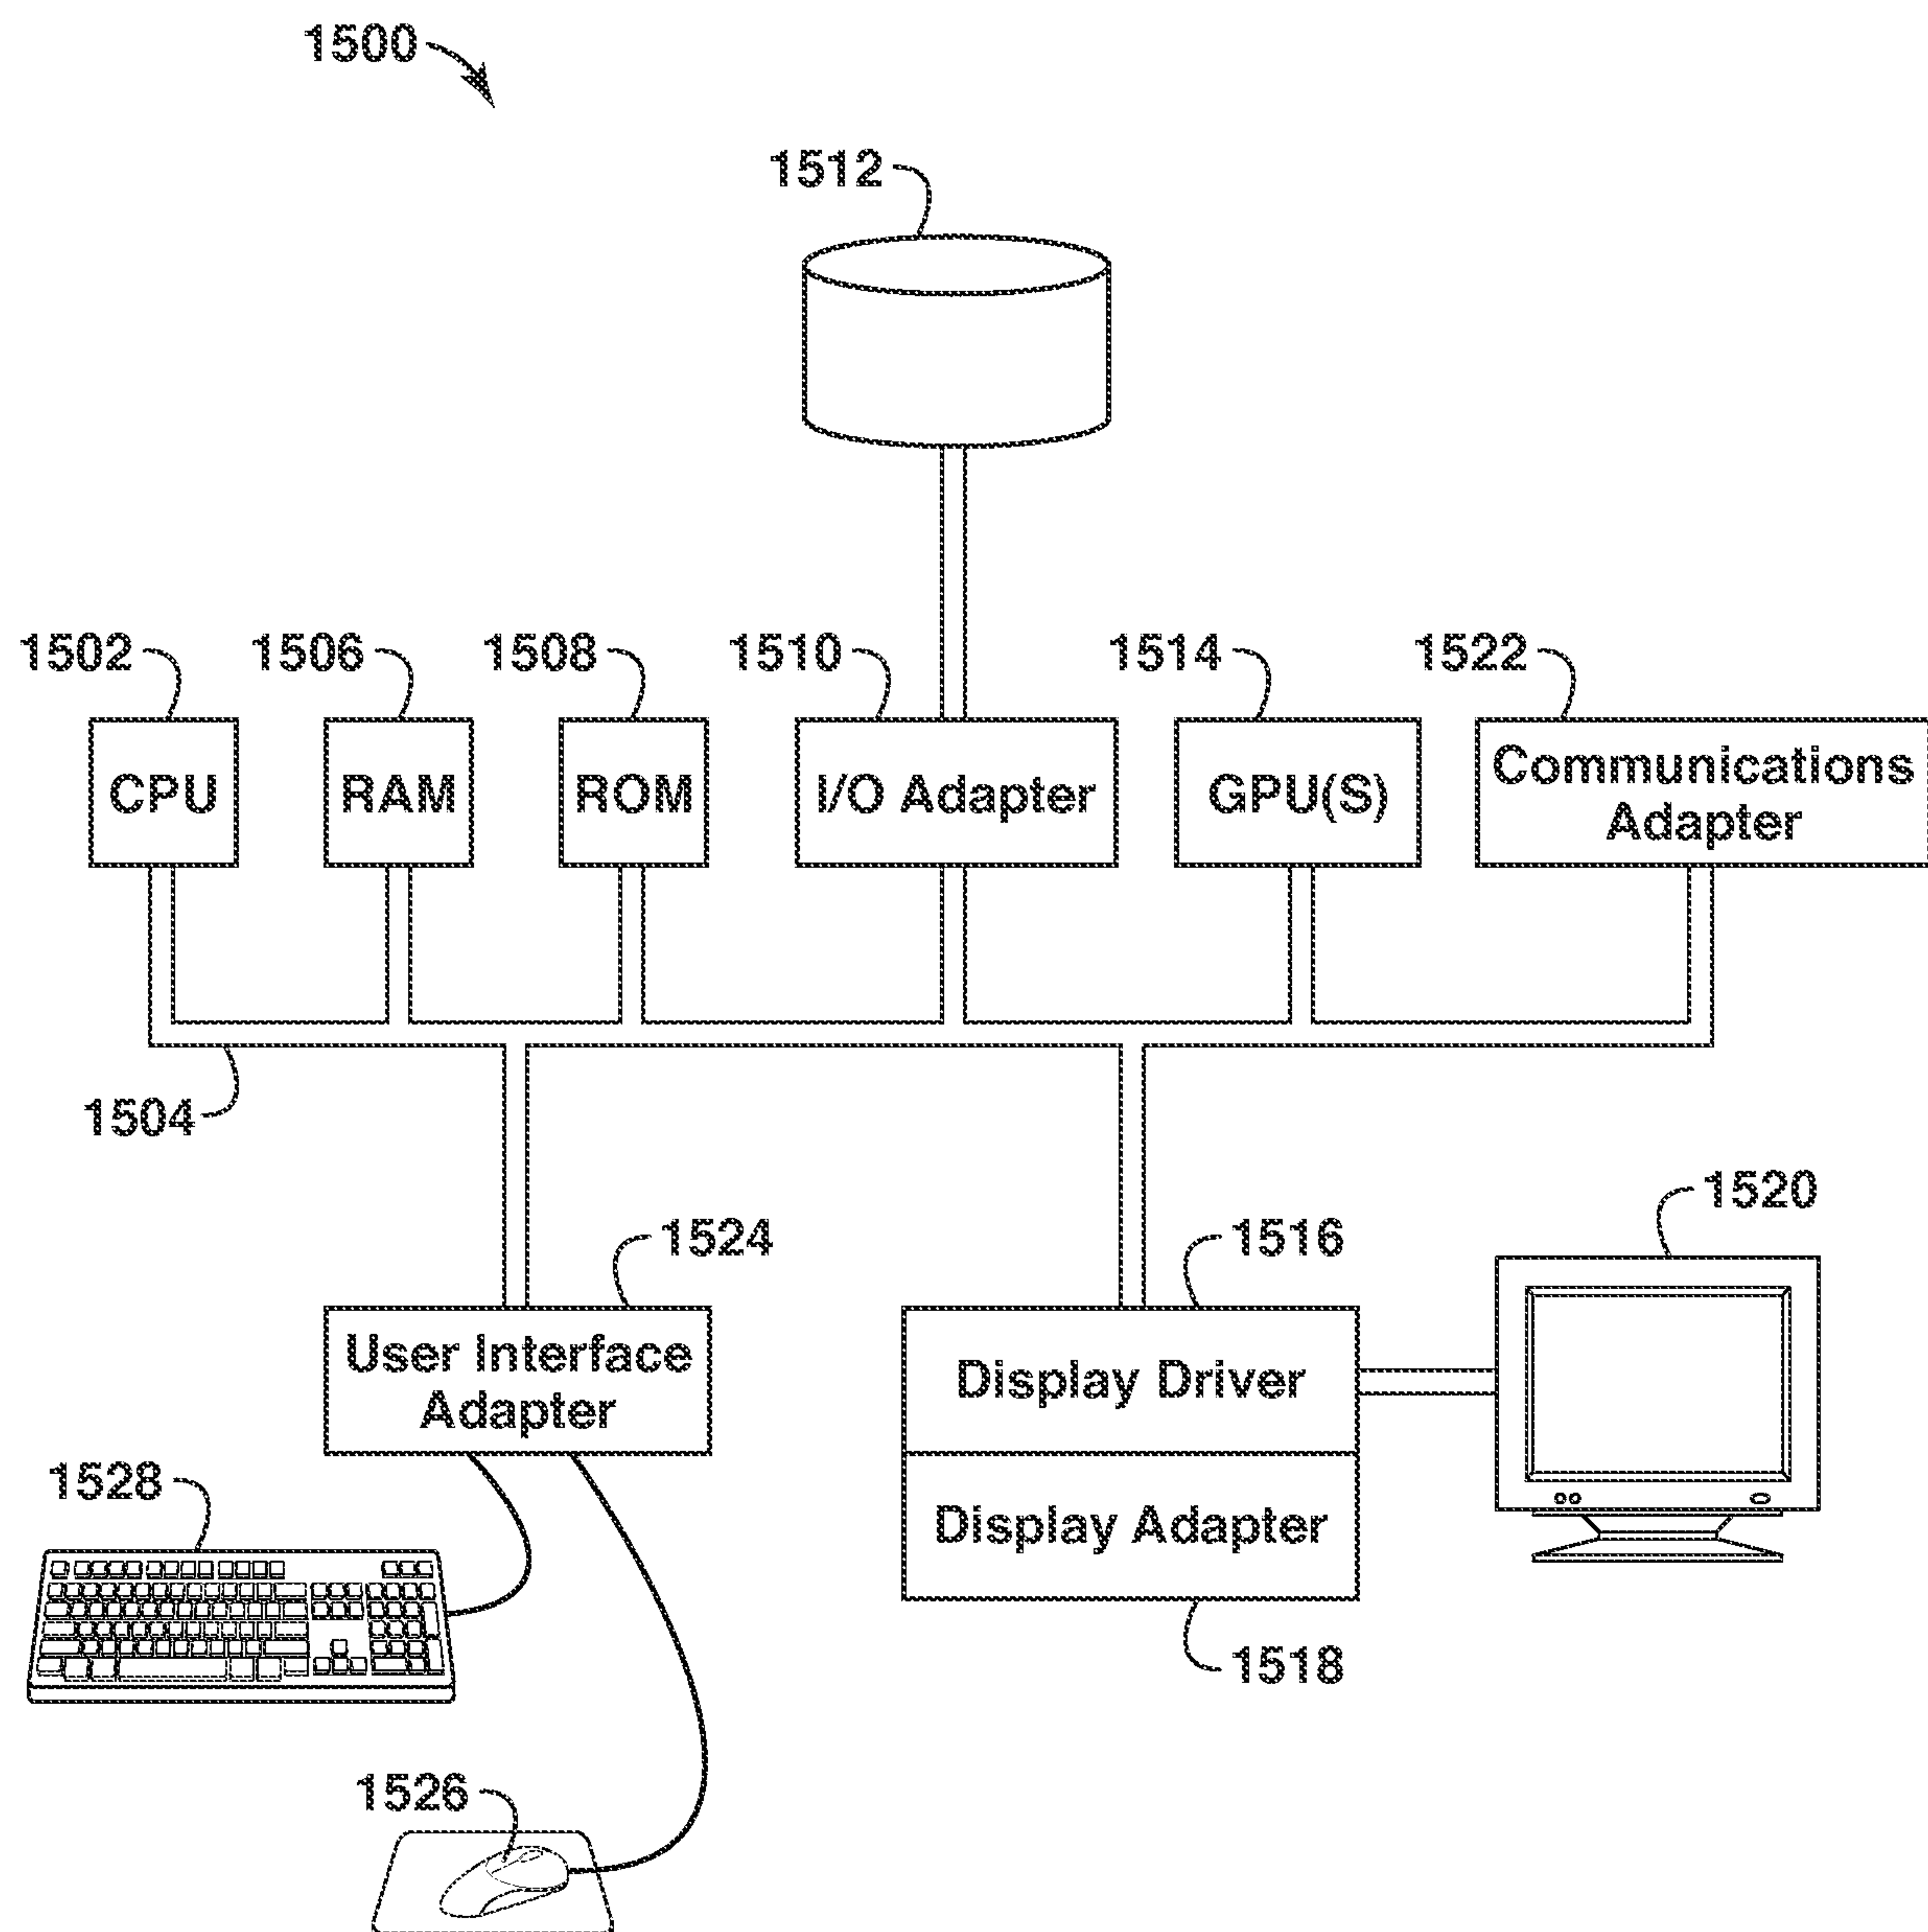 1500
1512
1502
1506
1508
1510
1514
1522
CPU
RAM
ROM
I/O Adapter
GPU(S)
Communications
Adapter
1504
1520
1524
1516
User Interface
Adapter
Display Driver
1528
Display Adapter
1518
1526